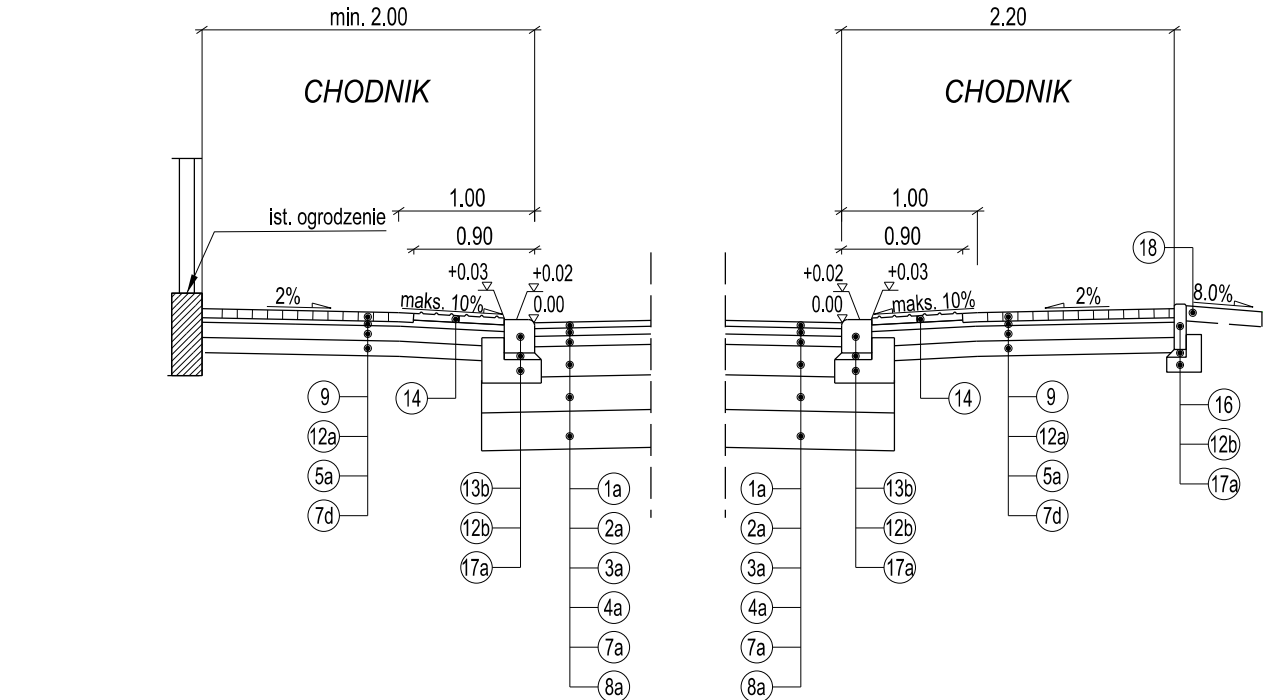 min. 2.00
2.20
CHODNIK
CHODNIK
1.00
1.00
ist. ogrodzenie
0.90
0.90
18
+0.03
+0.02
+0.02
+0.03
2%
maks. 10%
0.00
0.00
maks. 10%
2%
8.0%
9
14
14
9
16
12a
12a
12b
5a
13b
1a
1a
13b
5a
17a
7d
12b
2a
2a
12b
7d
17a
3a
3a
17a
4a
4a
7a
7a
8a
8a